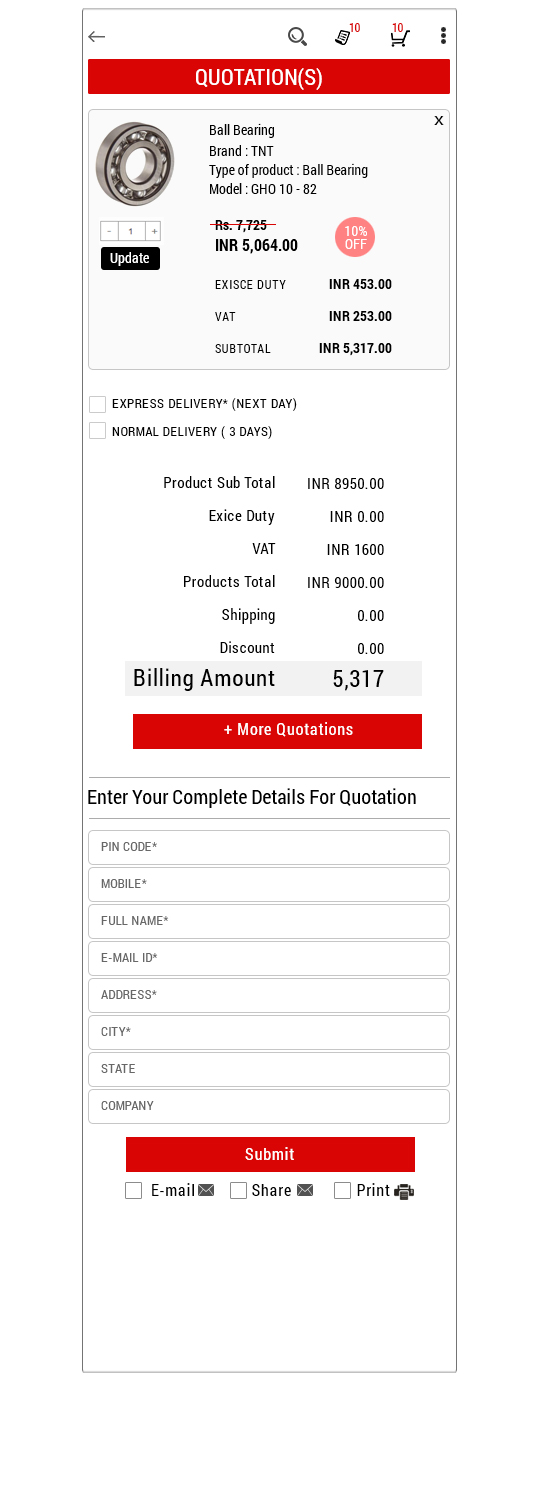 10 10
QUOTATION(S)
x
Ball Bearing
Brand : TNT
Type of product : Ball Bearing
Model : GHO 10 - 82
- 1 +
Update
Rs. 7,725
INR 5,064.00
10%
OFF
EXISCE DUTY INR 453.00
VAT INR 253.00
SUBTOTAL INR 5,317.00
EXPRESS DELIVERY* (NEXT DAY)
NORMAL DELIVERY ( 3 DAYS)
Product Sub Total INR 8950.00
Exice Duty INR 0.00
VAT INR 1600
Products Total INR 9000.00
Shipping 0.00
Discount 0.00
Billing Amount 5,317
+ More Quotations
Enter Your Complete Details For Quotation
PIN CODE*
MOBILE*
FULL NAME*
E-MAIL ID*
ADDRESS*
CITY*
STATE
COMPANY
Submit
E-mail Share Print